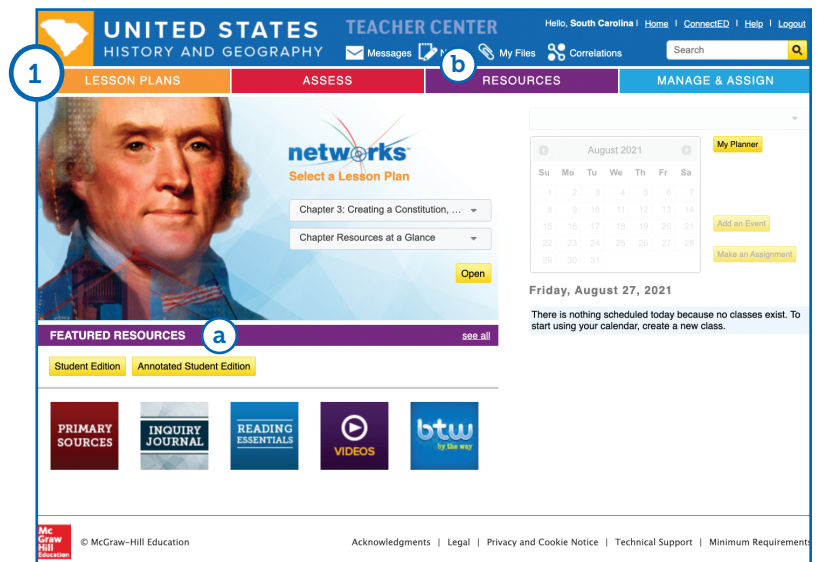 UNITED STATES
HISTORY AND GEOGRAPHY
TEACHER CENTER
Hello, South Carolina | Home | ConnectED | Help | Logout
Messages
My Files
Correlations
Search
1
b
LESSON PLANS
ASSESS
RESOURCES
MANAGE & ASSIGN
networks
Select a Lesson Plan
Chapter 3: Creating a Constitution, ...
Chapter Resources at a Glance
Open
August 2021
Su Mo Tu We Th Fr Sa
1 2 3 4 5 6 7
8 9 10 11 12 13 14
15 16 17 18 19 20 21
22 23 24 25 26 27 28
29 30 31
My Planner
Add an Event
Make an Assignment
Friday, August 27, 2021
There is nothing scheduled today because no classes exist. To
start using your calendar, create a new class.
FEATURED RESOURCES
a
see all
Student Edition
Annotated Student Edition
PRIMARY
SOURCES
INQUIRY
JOURNAL
READING
ESSENTIALS
VIDEOS
btw
by the way
Mc
Graw
Hill
Education
© McGraw-Hill Education
Acknowledgments | Legal | Privacy and Cookie Notice | Technical Support | Minimum Requirements